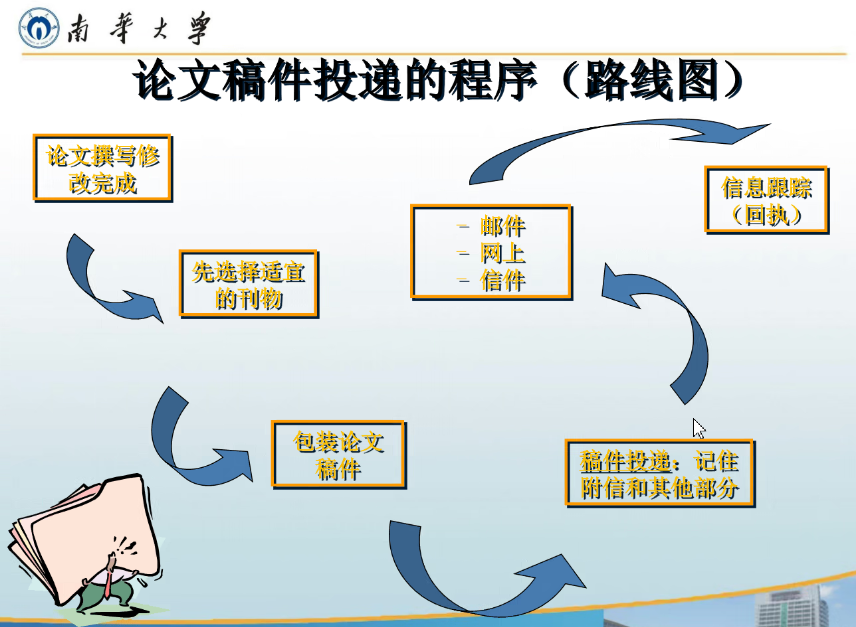 南华大学
论文稿件投递的程序（路线图）
论文撰写修
改完成
先选择适宜
的刊物
包装论文
稿件
稿件投递：记住
附信和其他部分
- 邮件
- 网上
- 信件
信息跟踪
（回执）